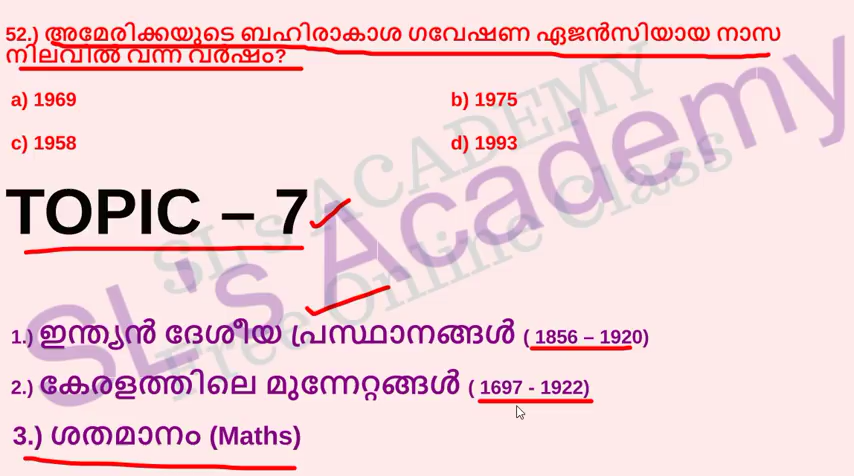 52.) അമേരിക്കയുടെ ബഹിരാകാശ ഗവേഷണ ഏജൻസിയായ നാസ
നിലവിൽ വന്ന വർഷം?
a) 1969
b) 1975
c) 1958
d) 1993
TOPIC – 7
SL's Academy
SL's ACADEMY
Free Online Class
1.) ഇന്ത്യൻ ദേശീയ പ്രസ്ഥാനങ്ങൾ ( 1856 – 1920)
2.) കേരളത്തിലെ മുന്നേറ്റങ്ങൾ ( 1697 - 1922)
3.) ശതമാനം (Maths)